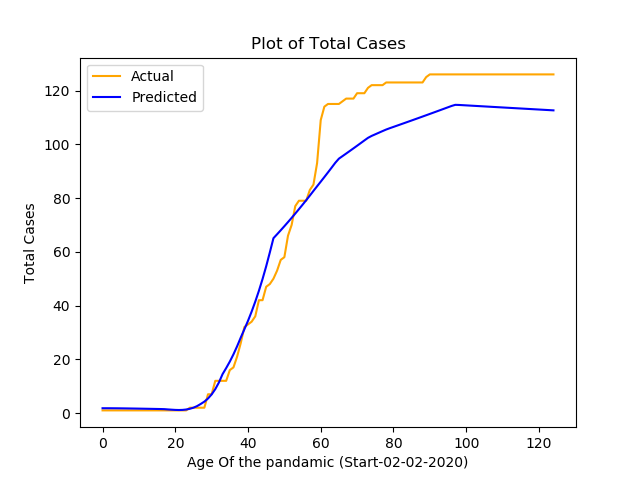 Plot of Total Cases
Actual
Predicted
Total Cases
120
100
80
60
40
20
0
0 20 40 60 80 100 120
Age Of the pandamic (Start-02-02-2020)